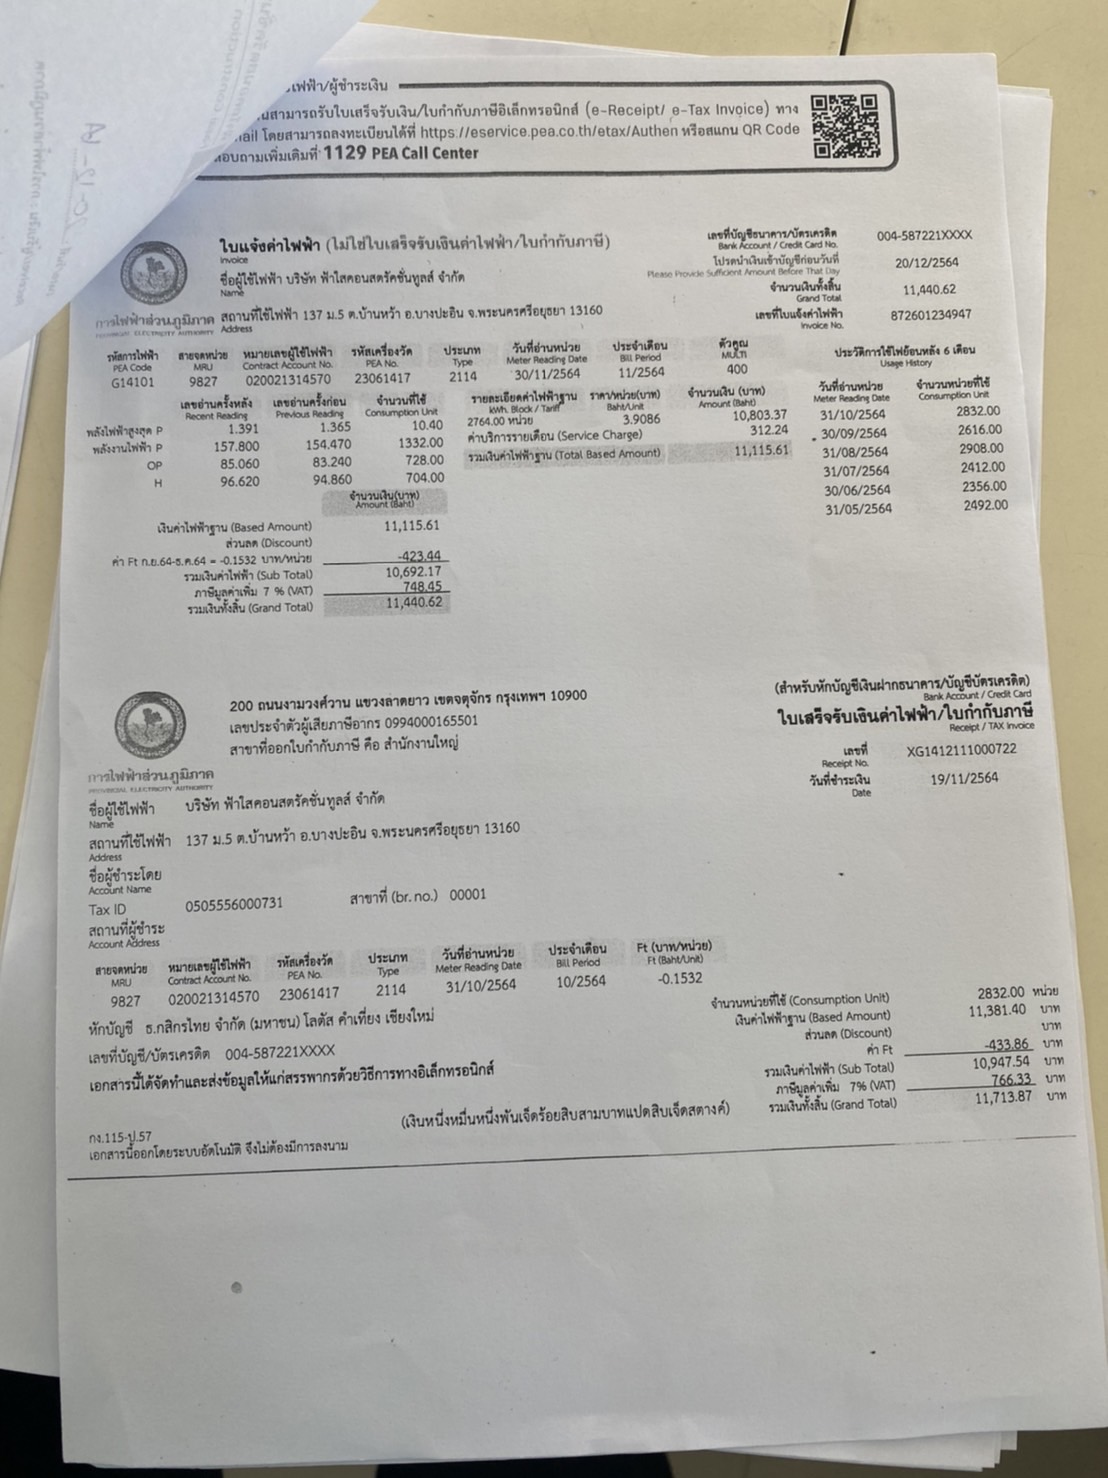 ไฟฟ้า/ผู้ชำระเงิน
สามารถรับใบเสร็จรับเงิน/ใบกำกับภาษีอิเล็กทรอนิกส์ (e-Receipt/ e-Tax Invoice) ทาง
โดยสามารถลงทะเบียนได้ที่ https://eservice.pea.co.th/etax/Authen หรือสแกน QR Code
สอบถามเพิ่มเติมที่ 1129 PEA Call Center
ใบแจ้งค่าไฟฟ้า (ไม่ใช่ใบเสร็จรับเงินค่าไฟฟ้า/ใบกำกับภาษี)
Invoice
เลขที่บัญชีธนาคาร/บัตรเครดิต 004-587221XXXX
Bank Account / Credit Card No.
ชื่อผู้ใช้ไฟฟ้า บริษัท ฟ้าใสคอนสตรัคชั่นทูลส์ จำกัด
Name
โปรดนำเงินเข้าบัญชีก่อนวันที่ 20/12/2564
Please Provide Sufficient Amount Before That Day
จำนวนเงินทั้งสิ้น 11,440.62
Grand Total
การไฟฟ้าส่วนภูมิภาค
PROVINCIAL ELECTRICITY AUTHORITY
สถานที่ใช้ไฟฟ้า 137 ม.5 ต.บ้านหว้า อ.บางปะอิน จ.พระนครศรีอยุธยา 13160
Address
เลขที่ใบแจ้งค่าไฟฟ้า 872601234947
Invoice No.
รหัสการไฟฟ้า สายจดหน่วย หมายเลขผู้ใช้ไฟฟ้า รหัสเครื่องวัด ประเภท วันที่อ่านหน่วย ประจำเดือน ตัวคูณ
PEA Code MRU Contract Account No. PEA No. Type Meter Reading Date Bill Period MULTI
G14101 9827 020021314570 23061417 2114 30/11/2564 11/2564 400
ประวัติการใช้ไฟย้อนหลัง 6 เดือน
Usage History
เลขอ่านครั้งหลัง เลขอ่านครั้งก่อน จำนวนที่ใช้
Recent Reading Previous Reading Consumption Unit
พลังไฟฟ้าสูงสุด P 1.391 1.365 10.40
พลังงานไฟฟ้า P 157.800 154.470 1332.00
OP 85.060 83.240 728.00
H 96.620 94.860 704.00
รายละเอียดค่าไฟฟ้าฐาน ราคา/หน่วย(บาท) จำนวนเงิน (บาท)
kWh. Block / Tariff Baht/Unit Amount (Baht)
2764.00 หน่วย 3.9086 10,803.37
ค่าบริการรายเดือน (Service Charge) 312.24
รวมเงินค่าไฟฟ้าฐาน (Total Based Amount) 11,115.61
วันที่อ่านหน่วย จำนวนหน่วยที่ใช้
Meter Reading Date Consumption Unit
31/10/2564 2832.00
30/09/2564 2616.00
31/08/2564 2908.00
31/07/2564 2412.00
30/06/2564 2356.00
31/05/2564 2492.00
จำนวนเงิน(บาท)
Amount (Baht)
เงินค่าไฟฟ้าฐาน (Based Amount) 11,115.61
ส่วนลด (Discount)
ค่า Ft ก.ย.64-ธ.ค.64 = -0.1532 บาท/หน่วย -423.44
รวมเงินค่าไฟฟ้า (Sub Total) 10,692.17
ภาษีมูลค่าเพิ่ม 7 % (VAT) 748.45
รวมเงินทั้งสิ้น (Grand Total) 11,440.62
200 ถนนงามวงศ์วาน แขวงลาดยาว เขตจตุจักร กรุงเทพฯ 10900
เลขประจำตัวผู้เสียภาษีอากร 0994000165501
สาขาที่ออกใบกำกับภาษี คือ สำนักงานใหญ่
(สำหรับหักบัญชีเงินฝากธนาคาร/บัญชีบัตรเครดิต)
Bank Account / Credit Card
ใบเสร็จรับเงินค่าไฟฟ้า/ใบกำกับภาษี
Receipt / TAX Invoice
เลขที่ XG1412111000722
Receipt No.
วันที่ชำระเงิน 19/11/2564
Date
การไฟฟ้าส่วนภูมิภาค
PROVINCIAL ELECTRICITY AUTHORITY
ชื่อผู้ใช้ไฟฟ้า บริษัท ฟ้าใสคอนสตรัคชั่นทูลส์ จำกัด
Name
สถานที่ใช้ไฟฟ้า 137 ม.5 ต.บ้านหว้า อ.บางปะอิน จ.พระนครศรีอยุธยา 13160
Address
ชื่อผู้ชำระโดย
Account Name
Tax ID 0505556000731 สาขาที่ (br. no.) 00001
สถานที่ผู้ชำระ
Account Address
สายจดหน่วย หมายเลขผู้ใช้ไฟฟ้า รหัสเครื่องวัด ประเภท วันที่อ่านหน่วย ประจำเดือน Ft (บาท/หน่วย)
MRU Contract Account No. PEA No. Type Meter Reading Date Bill Period Ft (Baht/Unit)
9827 020021314570 23061417 2114 31/10/2564 10/2564 -0.1532
หักบัญชี ธ.กสิกรไทย จำกัด (มหาชน) โลตัส คำเที่ยง เชียงใหม่
เลขที่บัญชี/บัตรเครดิต 004-587221XXXX
เอกสารนี้ได้จัดทำและส่งข้อมูลให้แก่สรรพากรด้วยวิธีการทางอิเล็กทรอนิกส์
จำนวนหน่วยที่ใช้ (Consumption Unit) 2832.00 หน่วย
เงินค่าไฟฟ้าฐาน (Based Amount) 11,381.40 บาท
ส่วนลด (Discount) บาท
ค่า Ft -433.86 บาท
รวมเงินค่าไฟฟ้า (Sub Total) 10,947.54 บาท
ภาษีมูลค่าเพิ่ม 7% (VAT) 766.33 บาท
รวมเงินทั้งสิ้น (Grand Total) 11,713.87 บาท
(เงินหนึ่งหมื่นหนึ่งพันเจ็ดร้อยสิบสามบาทแปดสิบเจ็ดสตางค์)
กง.115-ป.57
เอกสารนี้ออกโดยระบบอัตโนมัติ จึงไม่ต้องมีการลงนาม